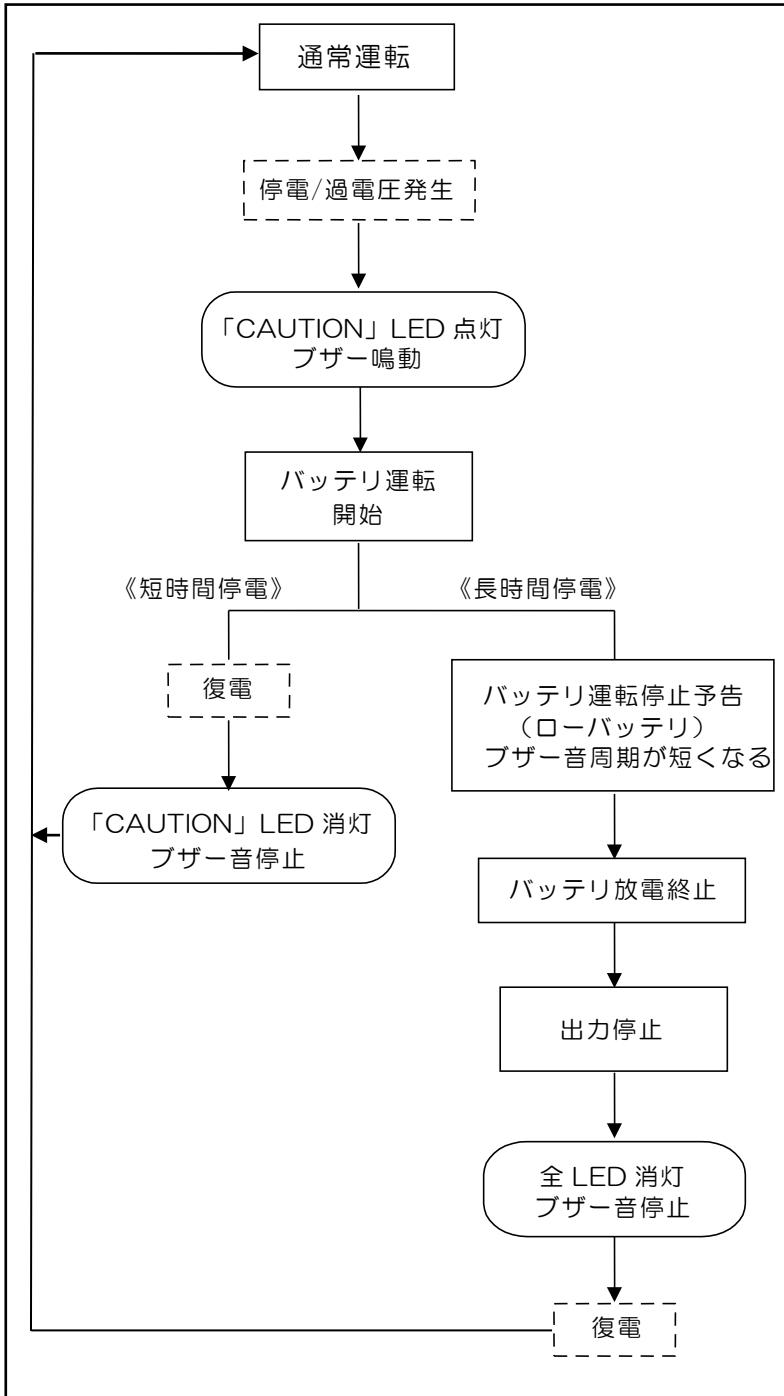 通常運転
停電/過電圧発生
「CAUTION」LED 点灯
ブザー鳴動
バッテリ運転
開始
《短時間停電》
《長時間停電》
復電
「CAUTION」LED 消灯
ブザー音停止
バッテリ運転停止予告
（ローバッテリ）
ブザー音周期が短くなる
バッテリ放電終止
出力停止
全 LED 消灯
ブザー音停止
復電